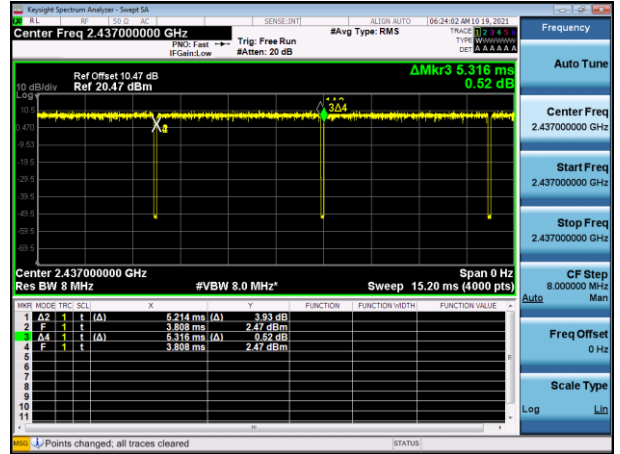 Keysight Spectrum Analyzer - Swept SA
RL RF 50 Ω AC SENSE:INT ALIGN AUTO 06:24:02 AM 10 19, 2021
Center Freq 2.437000000 GHz
PNO: Fast
IFGain:Low
Trig: Free Run
#Atten: 20 dB
#Avg Type: RMS
TRACE 1 2 3 4 5 6
TYPE WWWWWW
DET A A A A A A
Frequency
10 dB/div
Log
Ref Offset 10.47 dB
Ref 20.47 dBm
ΔMkr3 5.316 ms
0.52 dB
3Δ4
10.5
0.470
-9.53
-19.5
-29.5
-39.5
-49.5
-59.5
-69.5
Center 2.437000000 GHz
Res BW 8 MHz
#VBW 8.0 MHz*
Span 0 Hz
Sweep 15.20 ms (4000 pts)
MKR MODE TRC SCL X Y FUNCTION FUNCTION WIDTH FUNCTION VALUE
1 Δ2 1 t (Δ) 5.214 ms (Δ) 3.93 dB
2 F 1 t 3.808 ms 2.47 dBm
3 Δ4 1 t (Δ) 5.316 ms (Δ) 0.52 dB
4 F 1 t 3.808 ms 2.47 dBm
5
6
7
8
9
10
11
Auto Tune
Center Freq
2.437000000 GHz
Start Freq
2.437000000 GHz
Stop Freq
2.437000000 GHz
CF Step
8.000000 MHz
Auto Man
Freq Offset
0 Hz
Scale Type
Log Lin
MSG Points changed; all traces cleared STATUS